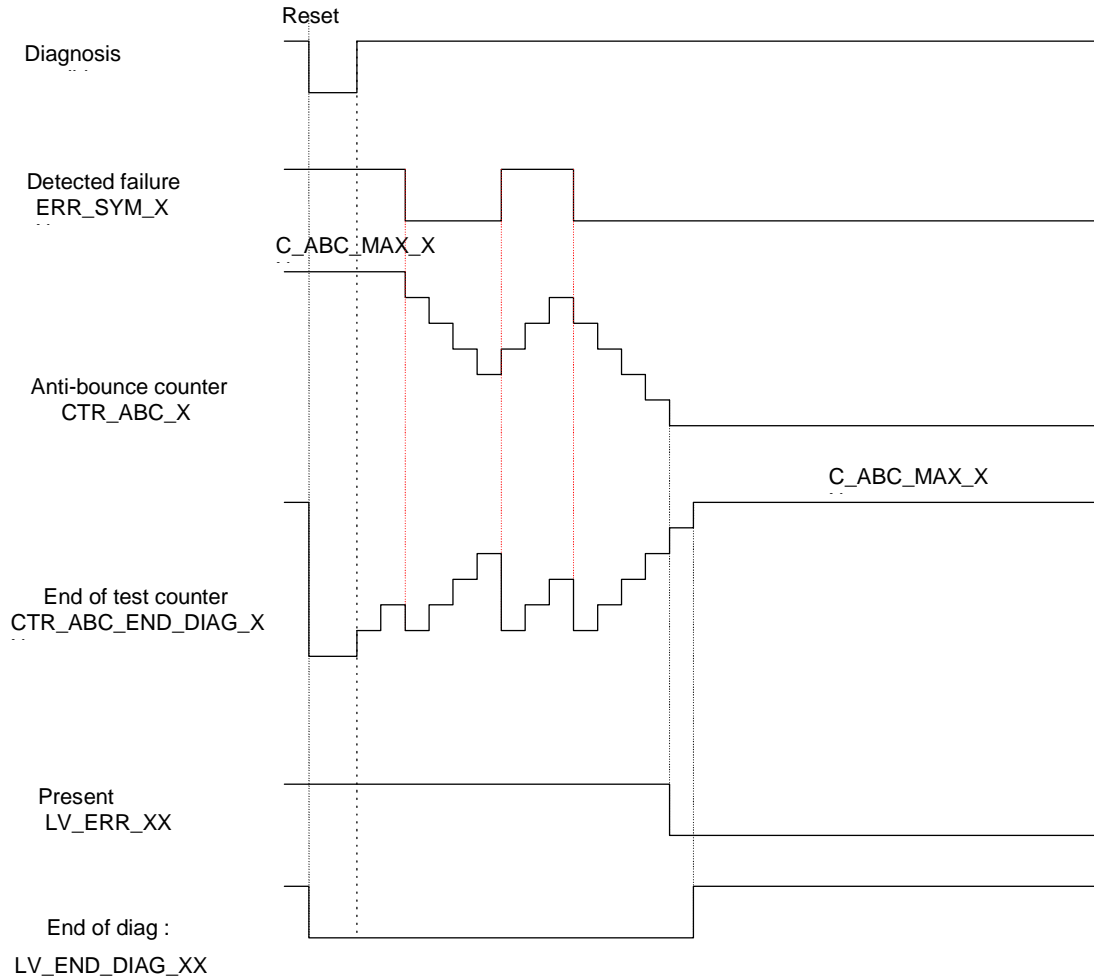 Reset
Diagnosis
Detected failure
ERR_SYM_X
C_ABC_MAX_X
Anti-bounce counter
CTR_ABC_X
C_ABC_MAX_X
End of test counter
CTR_ABC_END_DIAG_X
Present
LV_ERR_XX
End of diag :
LV_END_DIAG_XX